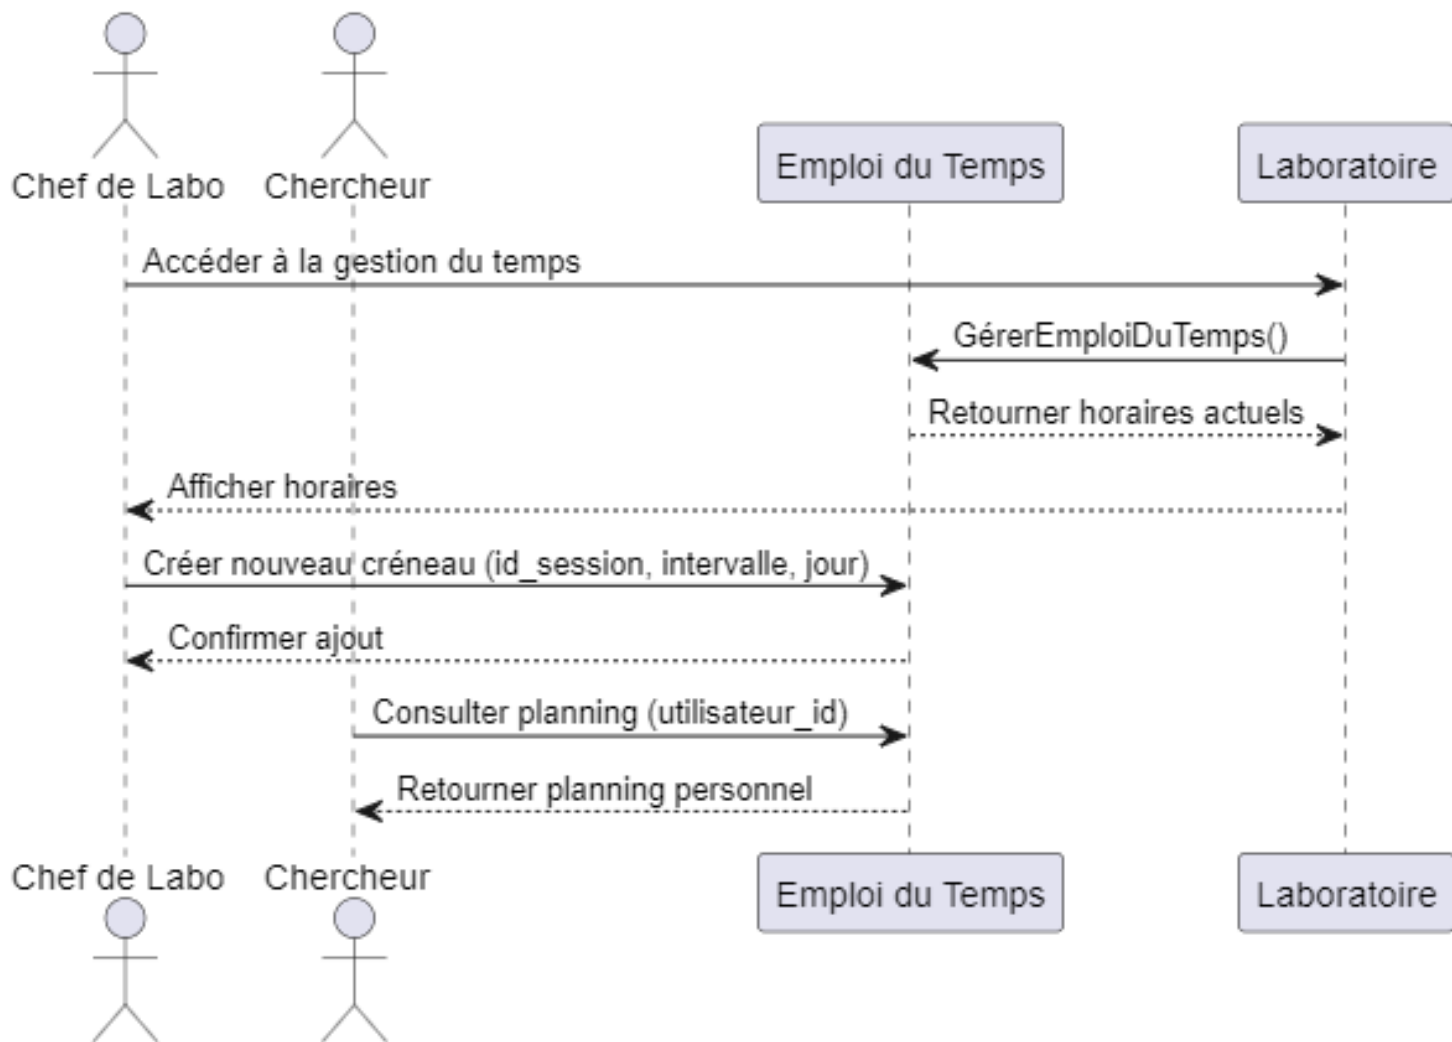 Chef de Labo
Chercheur
Emploi du Temps
Laboratoire
Accéder à la gestion du temps
GérerEmploiDuTemps()
Retourner horaires actuels
Afficher horaires
Créer nouveau créneau (id_session, intervalle, jour)
Confirmer ajout
Consulter planning (utilisateur_id)
Retourner planning personnel
Chef de Labo
Chercheur
Emploi du Temps
Laboratoire